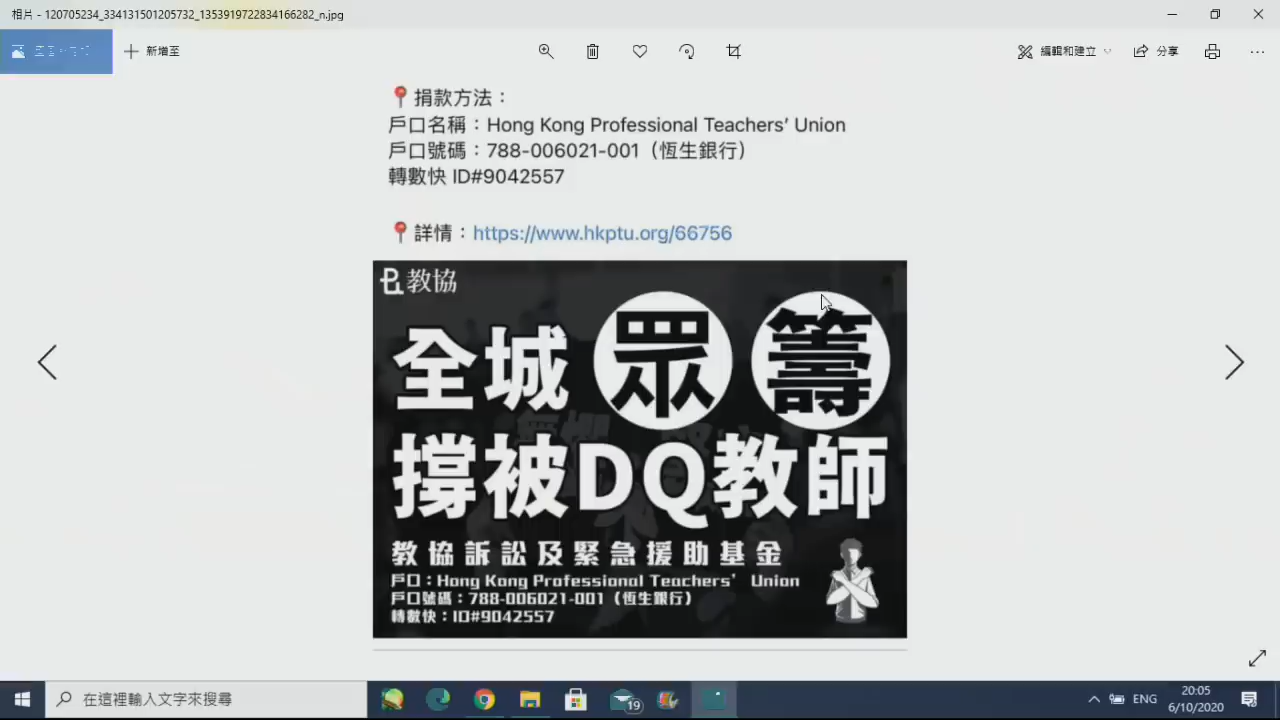 相片 - 120705234_334131501205732_1353919722834166282_n.jpg
新增至
編輯和建立
分享
捐款方法：
戶口名稱：Hong Kong Professional Teachers’ Union
戶口號碼：788-006021-001（恆生銀行）
轉數快 ID#9042557
詳情：https://www.hkptu.org/66756
教協
全城眾籌
撐被DQ教師
教協訴訟及緊急援助基金
戶口：Hong Kong Professional Teachers’ Union
戶口號碼：788-006021-001（恆生銀行）
轉數快：ID#9042557
在這裡輸入文字來搜尋
19
ENG
20:05
6/10/2020